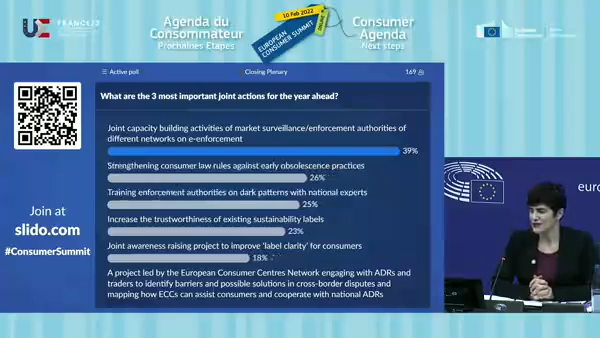 UE
FRANCE22
Agenda du
Consommateur
Prochaines Etapes
10 Feb 2022
EUROPEAN
CONSUMER SUMMIT
Consumer
Agenda
Next steps
Active poll
Closing Plenary
169
What are the 3 most important joint actions for the year ahead?
Joint capacity building activities of market surveillance/enforcement authorities of
different networks on e-enforcement
39%
Strengthening consumer law rules against early obsolescence practices
26%
Training enforcement authorities on dark patterns with national experts
25%
Increase the trustworthiness of existing sustainability labels
23%
Joint awareness raising project to improve 'label clarity' for consumers
18%
A project led by the European Consumer Centres Network engaging with ADRs and
traders to identify barriers and possible solutions in cross-border disputes and
mapping how ECCs can assist consumers and cooperate with national ADRs
Join at
slido.com
#ConsumerSummit
euro